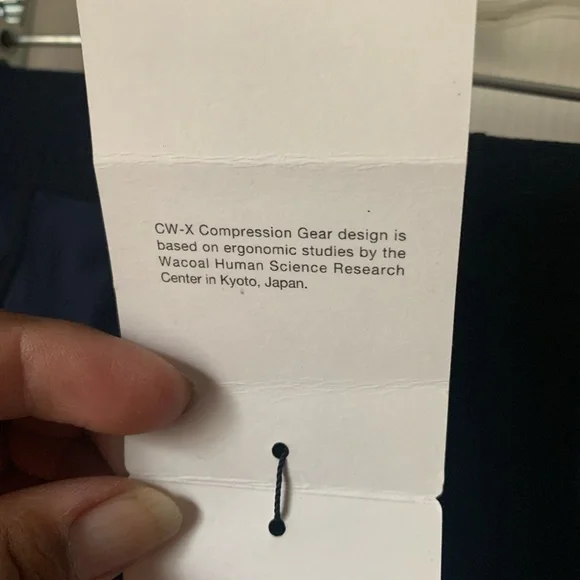 CW-X Compression Gear design is
based on ergonomic studies by the
Wacoal Human Science Research
Center in Kyoto, Japan.